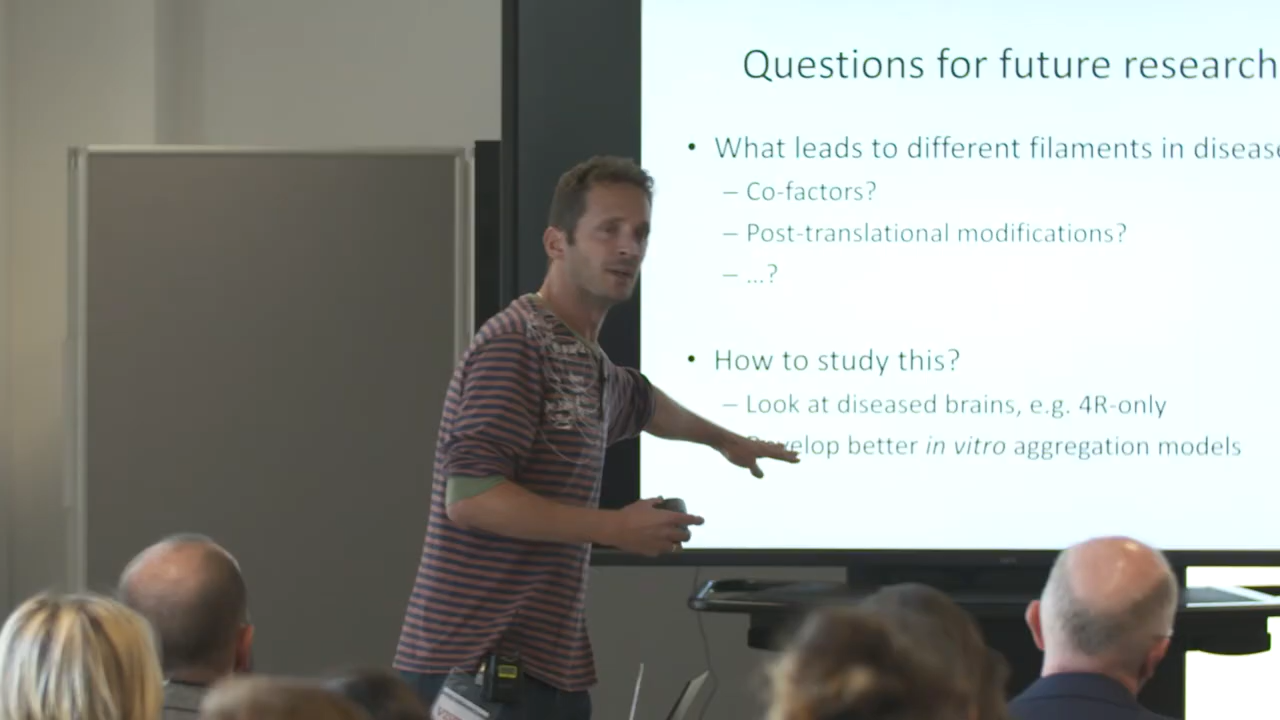 Questions for future research
• What leads to different filaments in disease
– Co-factors?
– Post-translational modifications?
– ...?
• How to study this?
– Look at diseased brains, e.g. 4R-only
better in vitro aggregation models